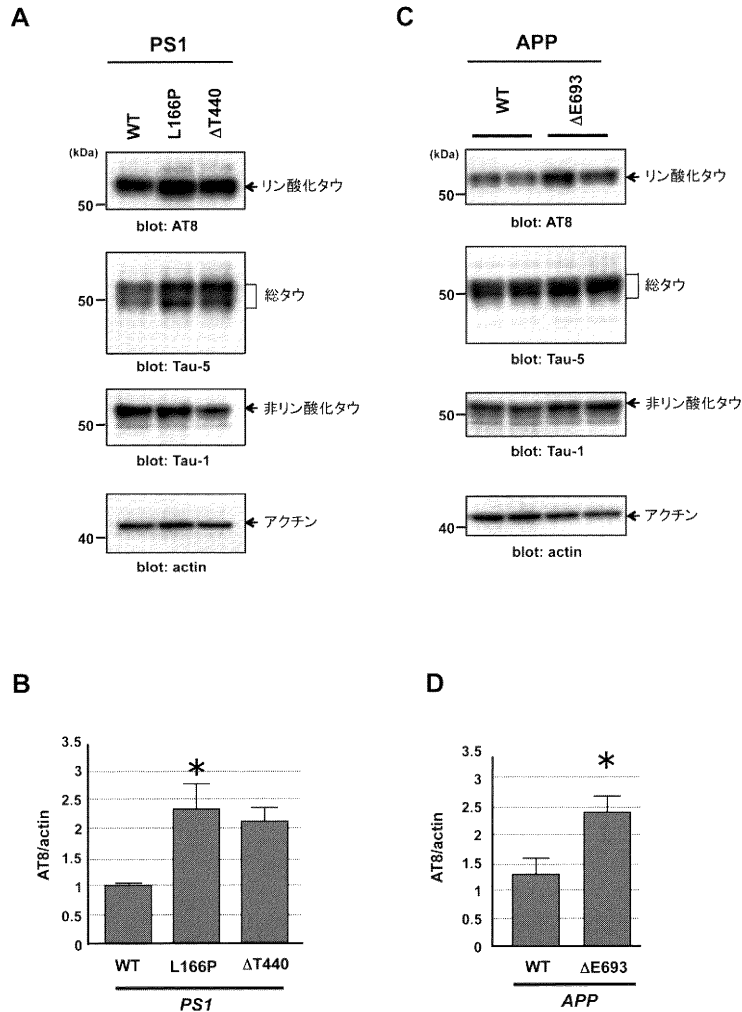 A
PS1
WT
L166P
ΔT440
(kDa)
50
リン酸化タウ
blot: AT8
50
総タウ
blot: Tau-5
50
非リン酸化タウ
blot: Tau-1
40
アクチン
blot: actin
C
APP
WT
ΔE693
(kDa)
50
リン酸化タウ
blot: AT8
50
総タウ
blot: Tau-5
50
非リン酸化タウ
blot: Tau-1
40
アクチン
blot: actin
B
AT8/actin
3.5
3
2.5
2
1.5
1
0.5
0
*
WT
L166P
ΔT440
PS1
D
AT8/actin
3.5
3
2.5
2
1.5
1
0.5
0
*
WT
ΔE693
APP